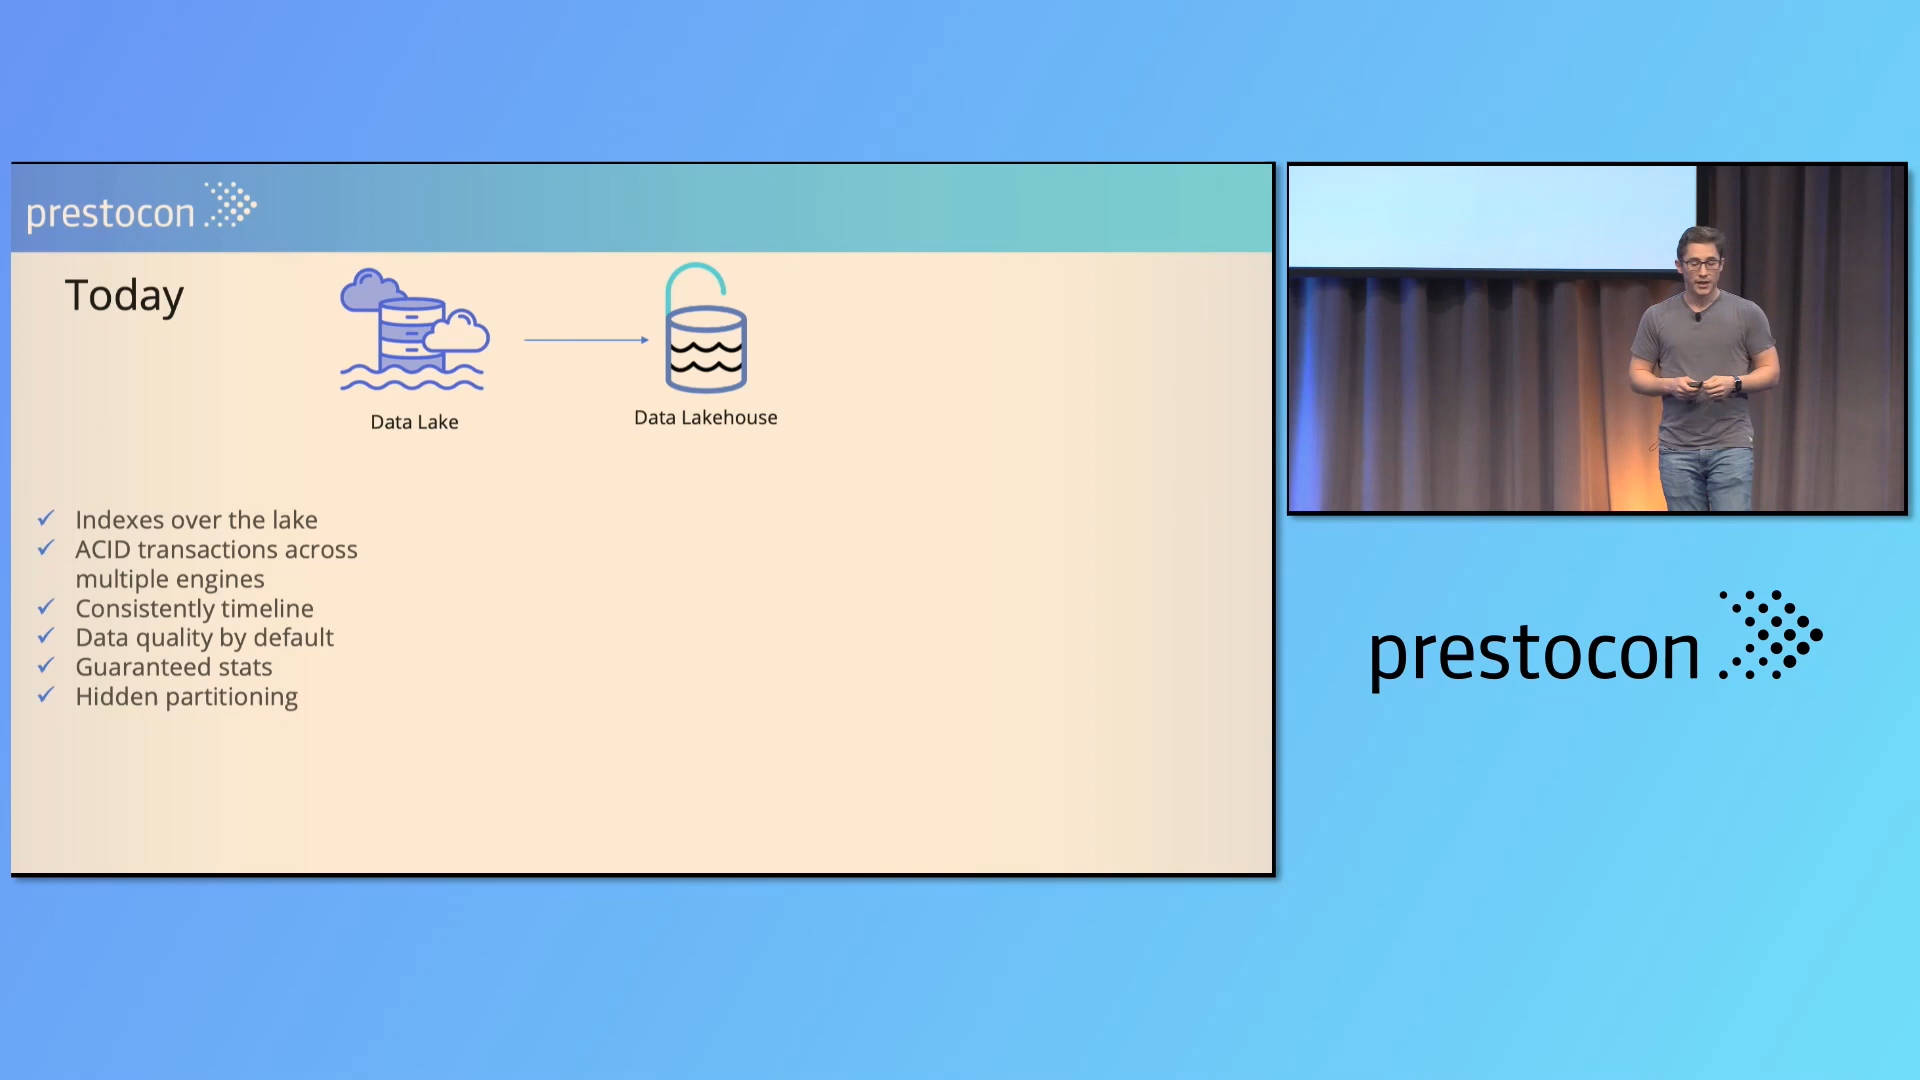 prestocon
Today
Data Lake
Data Lakehouse
Indexes over the lake
ACID transactions across
multiple engines
Consistently timeline
Data quality by default
Guaranteed stats
Hidden partitioning
prestocon